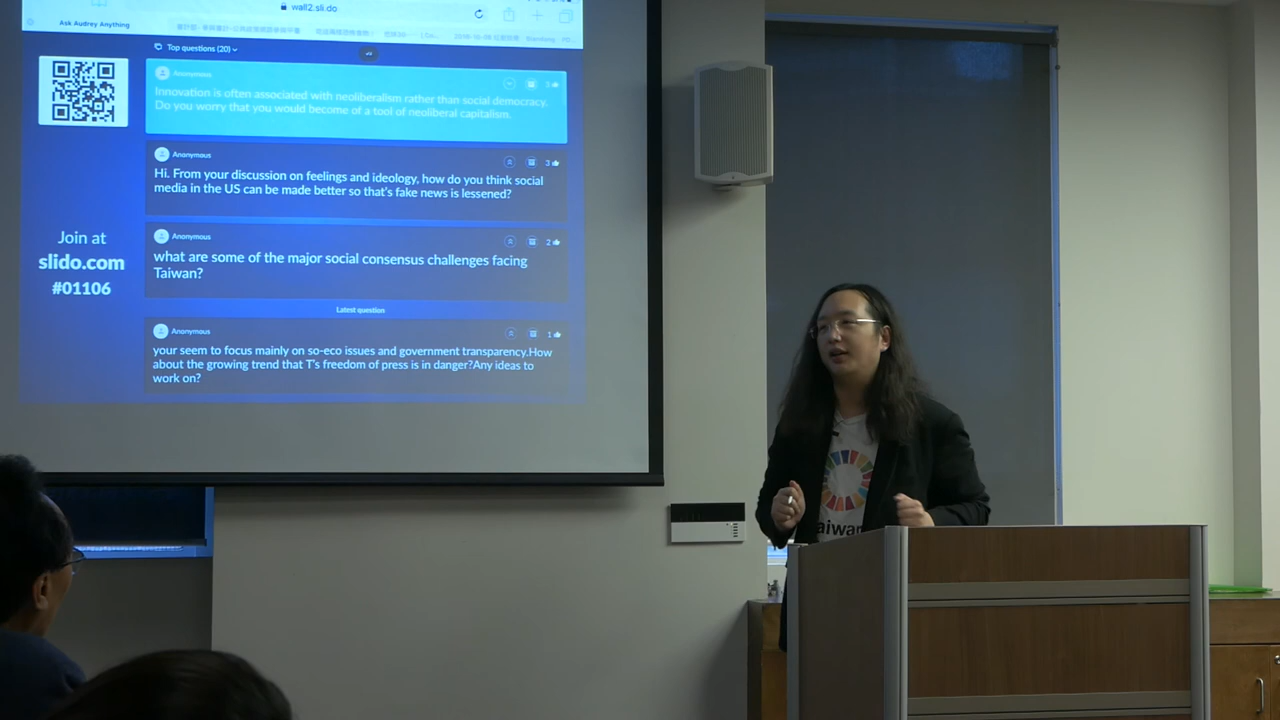 wall2.sli.do
Ask Audrey Anything
Top questions (20)
Anonymous
Innovation is often associated with neoliberalism rather than social democracy.
Do you worry that you would become of a tool of neoliberal capitalism.
Anonymous
3
Hi. From your discussion on feelings and ideology, how do you think social
media in the US can be made better so that's fake news is lessened?
Anonymous
2
what are some of the major social consensus challenges facing
Taiwan?
Latest question
Anonymous
1
your seem to focus mainly on so-eco issues and government transparency.How
about the growing trend that T's freedom of press is in danger?Any ideas to
work on?
Join at
slido.com
#01106